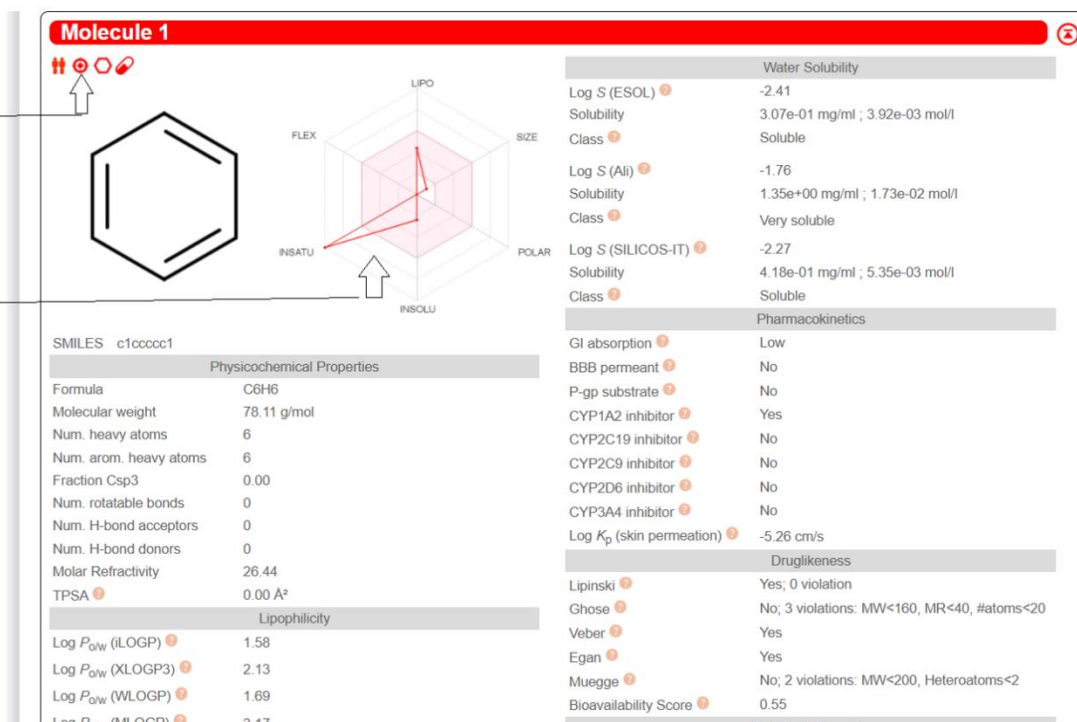 Molecule 1
LIPO
FLEX
SIZE
INSATU
POLAR
INSOLU
SMILES c1ccccc1
Physicochemical Properties
Formula C6H6
Molecular weight 78.11 g/mol
Num. heavy atoms 6
Num. arom. heavy atoms 6
Fraction Csp3 0.00
Num. rotatable bonds 0
Num. H-bond acceptors 0
Num. H-bond donors 0
Molar Refractivity 26.44
TPSA ? 0.00 Å²
Lipophilicity
Log Po/w (iLOGP) ? 1.58
Log Po/w (XLOGP3) ? 2.13
Log Po/w (WLOGP) ? 1.69
Water Solubility
Log S (ESOL) ? -2.41
Solubility 3.07e-01 mg/ml ; 3.92e-03 mol/l
Class ? Soluble
Log S (Ali) ? -1.76
Solubility 1.35e+00 mg/ml ; 1.73e-02 mol/l
Class ? Very soluble
Log S (SILICOS-IT) ? -2.27
Solubility 4.18e-01 mg/ml ; 5.35e-03 mol/l
Class ? Soluble
Pharmacokinetics
GI absorption ? Low
BBB permeant ? No
P-gp substrate ? No
CYP1A2 inhibitor ? Yes
CYP2C19 inhibitor ? No
CYP2C9 inhibitor ? No
CYP2D6 inhibitor ? No
CYP3A4 inhibitor ? No
Log Kp (skin permeation) ? -5.26 cm/s
Druglikeness
Lipinski ? Yes; 0 violation
Ghose ? No; 3 violations: MW<160, MR<40, #atoms<20
Veber ? Yes
Egan ? Yes
Muegge ? No; 2 violations: MW<200, Heteroatoms<2
Bioavailability Score ? 0.55